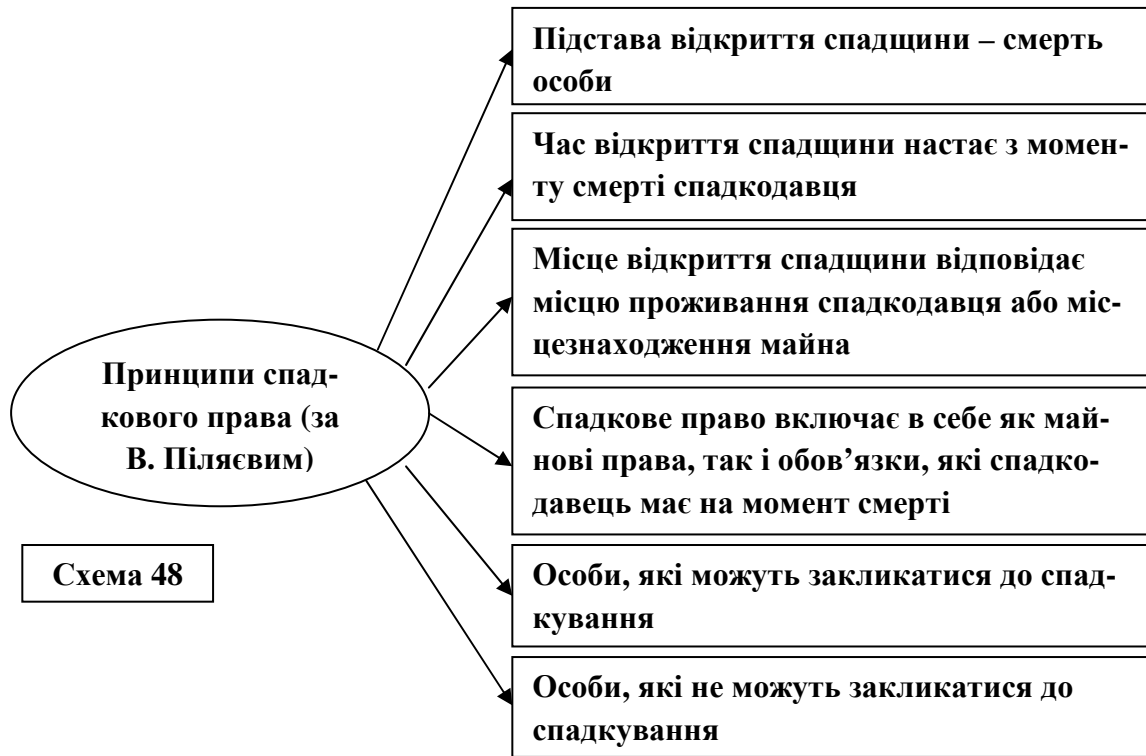 Підстава відкриття спадщини – смерть
особи
Час відкриття спадщини настає з момен-
ту смерті спадкодавця
Місце відкриття спадщини відповідає
місцю проживання спадкодавця або міс-
цезнаходження майна
Принципи спад-
кового права (за
В. Піляєвим)
Спадкове право включає в себе як май-
нові права, так і обов’язки, які спадко-
давець має на момент смерті
Схема 48
Особи, які можуть закликатися до спад-
кування
Особи, які не можуть закликатися до
спадкування